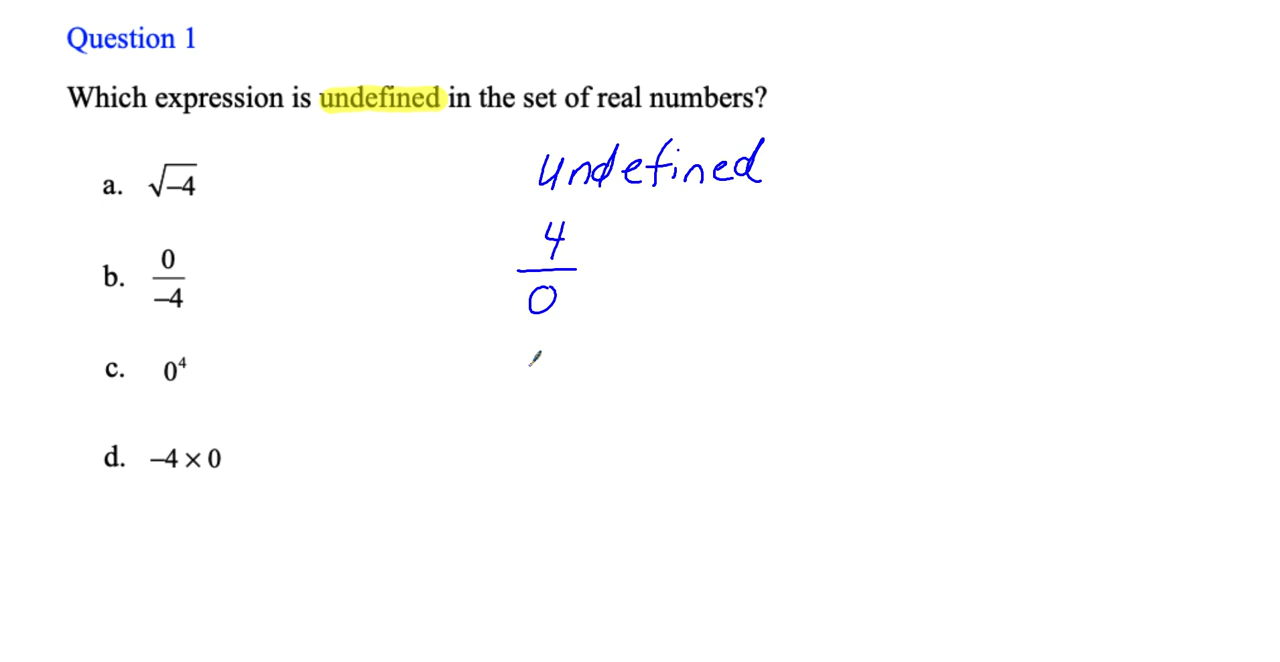 Question 1
Which expression is undefined in the set of real numbers?
undefined
a. √–4
4
b. 0/–4
0
c. 0⁴
d. –4 × 0